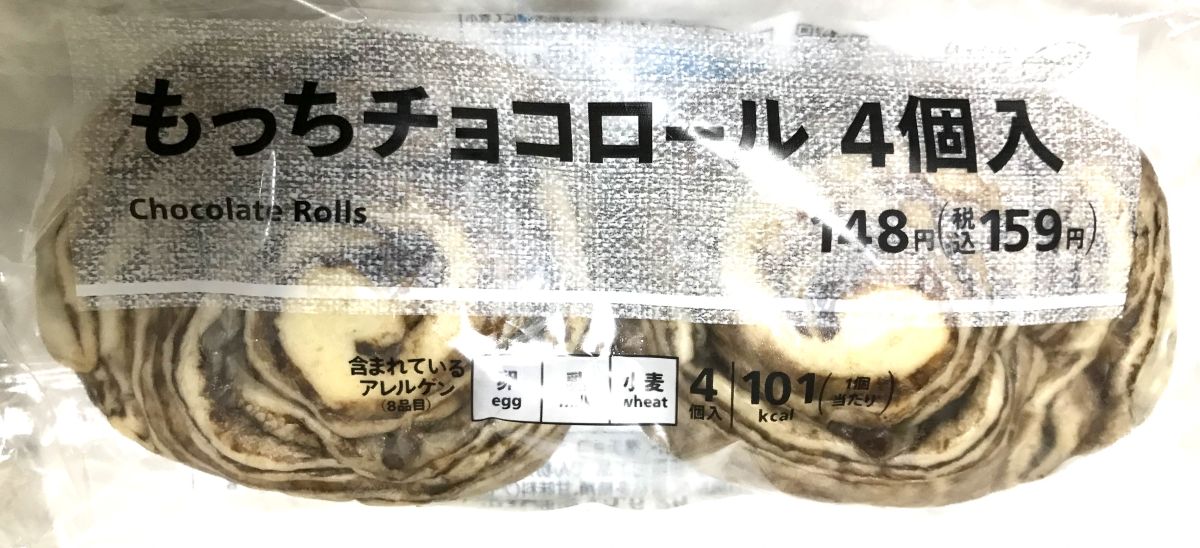 もっちチョコロール 4個入
Chocolate Rolls
148円(税込159円)
含まれている
アレルゲン
(8品目)
卵 乳 小麦
egg milk wheat
4個入
101kcal(1個当たり)